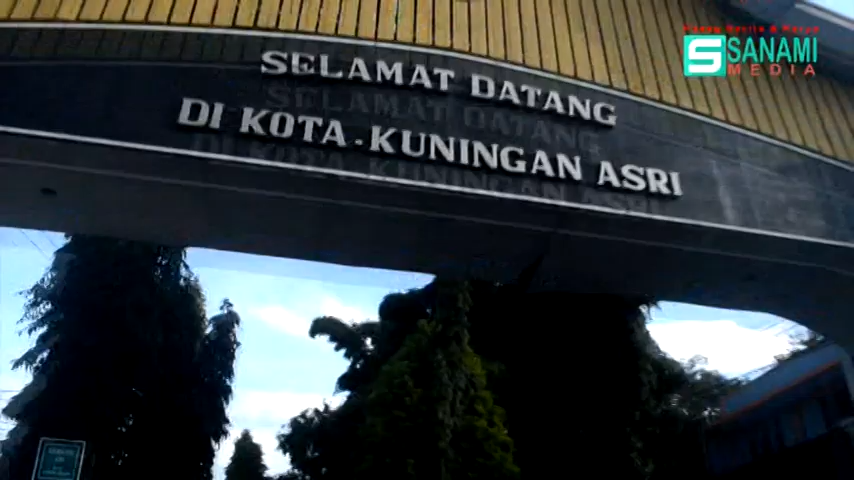 SELAMAT DATANG
DI KOTA KUNINGAN ASRI
SANAMI
MEDIA